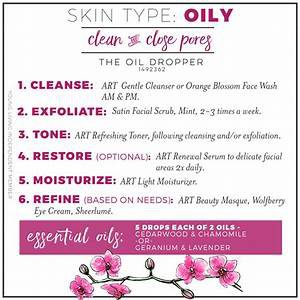 SKIN TYPE: OILY
clean & close pores
THE OIL DROPPER
1492362
1. CLEANSE: ART Gentle Cleanser or Orange Blossom Face Wash
AM & PM.
2. EXFOLIATE: Satin Facial Scrub, Mint, 2–3 times a week.
3. TONE: ART Refreshing Toner, following cleansing and/or exfoliation.
4. RESTORE (OPTIONAL): ART Renewal Serum to delicate facial
areas 2x daily.
5. MOISTURIZE: ART Light Moisturizer.
6. REFINE (BASED ON NEEDS): ART Beauty Masque, Wolfberry
Eye Cream, Sheerlumé.
essential oils:
5 DROPS EACH OF 2 OILS -
CEDARWOOD & CHAMOMILE
-OR-
GERANIUM & LAVENDER
YOUNG LIVING INDEPENDENT MEMBER